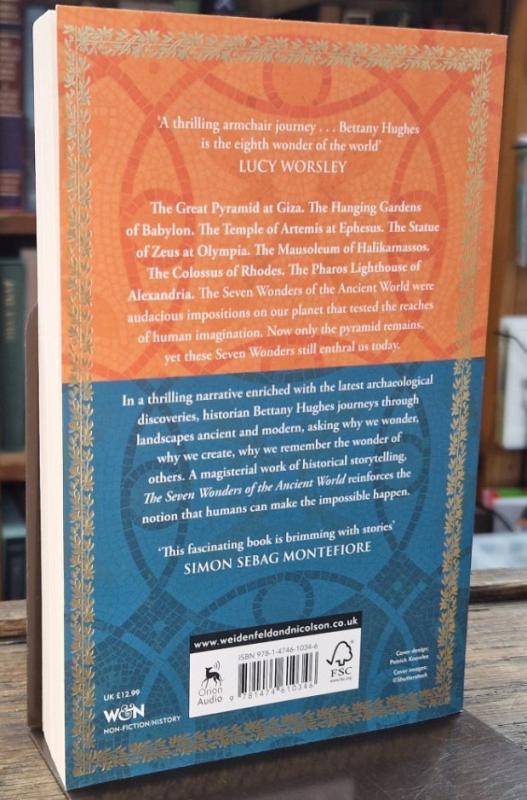 ‘A thrilling armchair journey . . . Bettany Hughes
is the eighth wonder of the world’
LUCY WORSLEY
The Great Pyramid at Giza. The Hanging Gardens
of Babylon. The Temple of Artemis at Ephesus. The Statue
of Zeus at Olympia. The Mausoleum of Halikarnassos.
The Colossus of Rhodes. The Pharos Lighthouse of
Alexandria. The Seven Wonders of the Ancient World were
audacious impositions on our planet that tested the reaches
of human imagination. Now only the pyramid remains,
yet these Seven Wonders still enthral us today.
In a thrilling narrative enriched with the latest archaeological
discoveries, historian Bettany Hughes journeys through
landscapes ancient and modern, asking why we wonder,
why we create, why we remember the wonder of
others. A magisterial work of historical storytelling,
The Seven Wonders of the Ancient World reinforces the
notion that humans can make the impossible happen.
‘This fascinating book is brimming with stories’
SIMON SEBAG MONTEFIORE
www.weidenfeldandnicolson.co.uk
ISBN 978-1-4746-1034-6
Orion
Audio
9 781474 610346
FSC
www.fsc.org
Cover design:
Patrick Knowles
Cover images:
©Shutterstock
UK £12.99
W&N
NON-FICTION/HISTORY